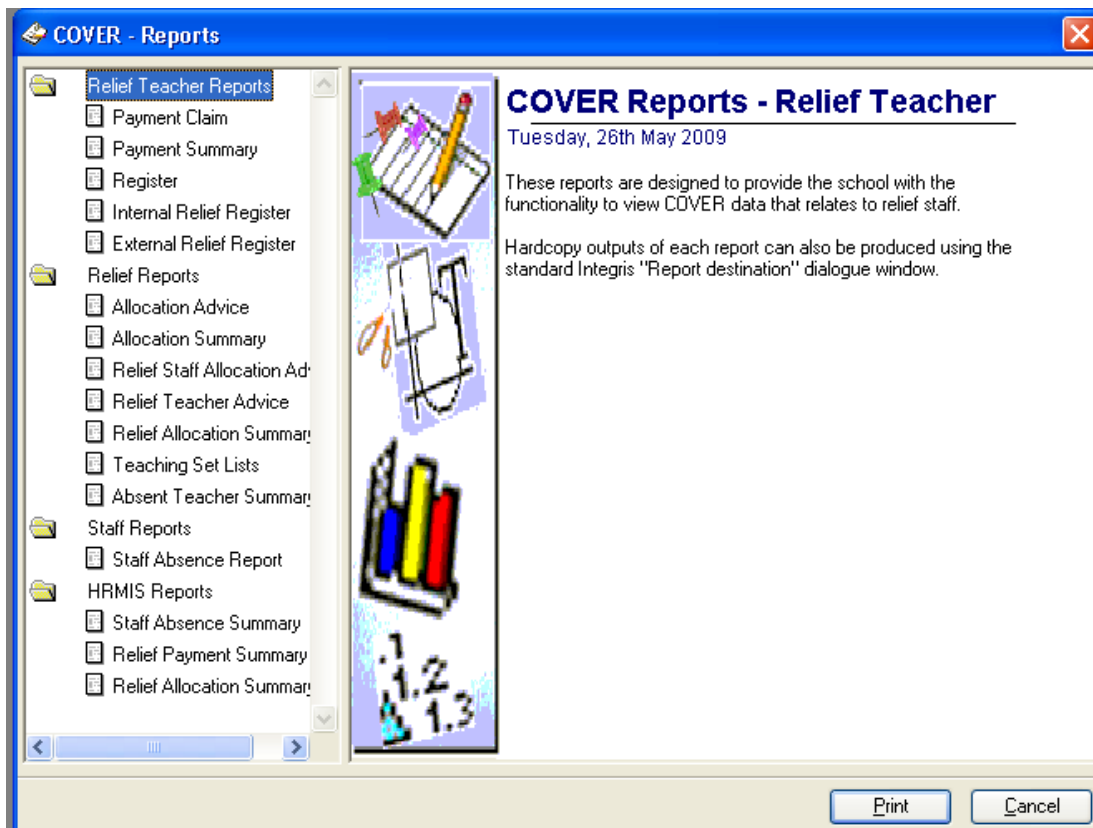 COVER - Reports
Relief Teacher Reports
Payment Claim
Payment Summary
Register
Internal Relief Register
External Relief Register
Relief Reports
Allocation Advice
Allocation Summary
Relief Staff Allocation Ad
Relief Teacher Advice
Relief Allocation Summar
Teaching Set Lists
Absent Teacher Summar
Staff Reports
Staff Absence Report
HRMIS Reports
Staff Absence Summary
Relief Payment Summary
Relief Allocation Summar
COVER Reports - Relief Teacher
Tuesday, 26th May 2009
These reports are designed to provide the school with the
functionality to view COVER data that relates to relief staff.
Hardcopy outputs of each report can also be produced using the
standard Integris "Report destination" dialogue window.
.1
1.2
1.3
Print
Cancel